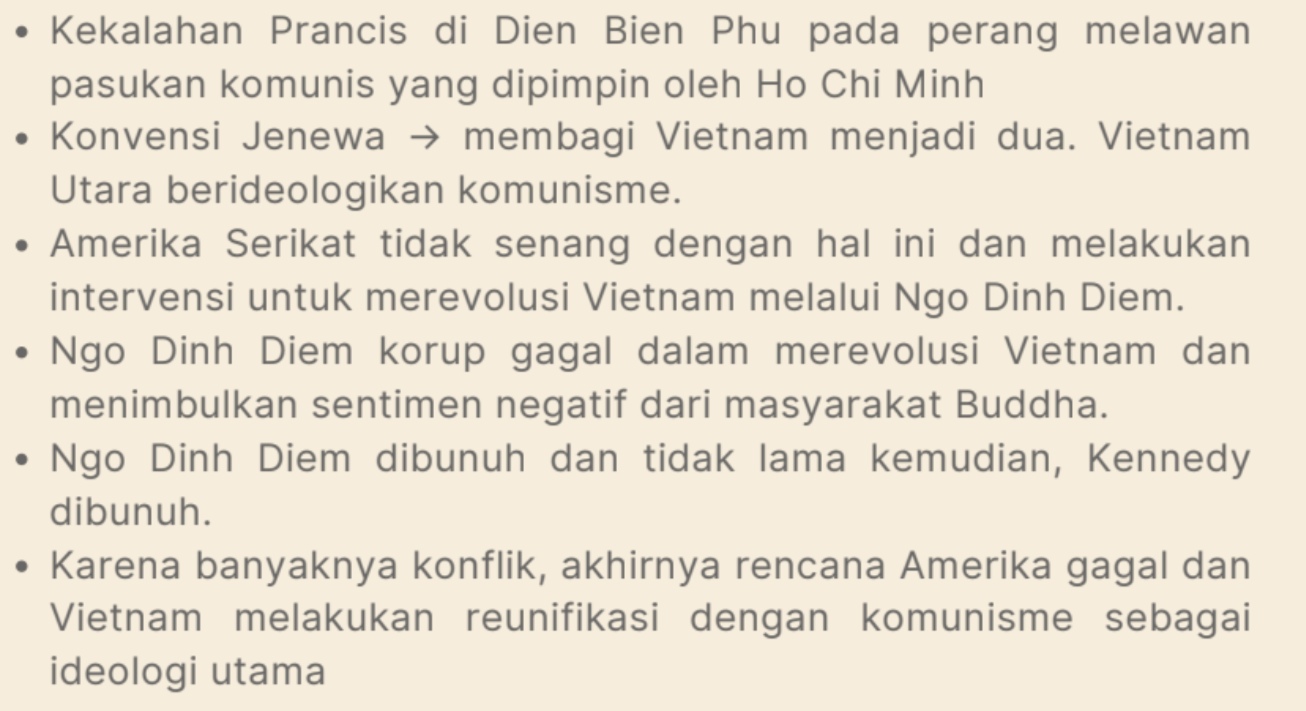 • Kekalahan Prancis di Dien Bien Phu pada perang melawan
pasukan komunis yang dipimpin oleh Ho Chi Minh
• Konvensi Jenewa → membagi Vietnam menjadi dua. Vietnam
Utara berideologikan komunisme.
• Amerika Serikat tidak senang dengan hal ini dan melakukan
intervensi untuk merevolusi Vietnam melalui Ngo Dinh Diem.
• Ngo Dinh Diem korup gagal dalam merevolusi Vietnam dan
menimbulkan sentimen negatif dari masyarakat Buddha.
• Ngo Dinh Diem dibunuh dan tidak lama kemudian, Kennedy
dibunuh.
• Karena banyaknya konflik, akhirnya rencana Amerika gagal dan
Vietnam melakukan reunifikasi dengan komunisme sebagai
ideologi utama